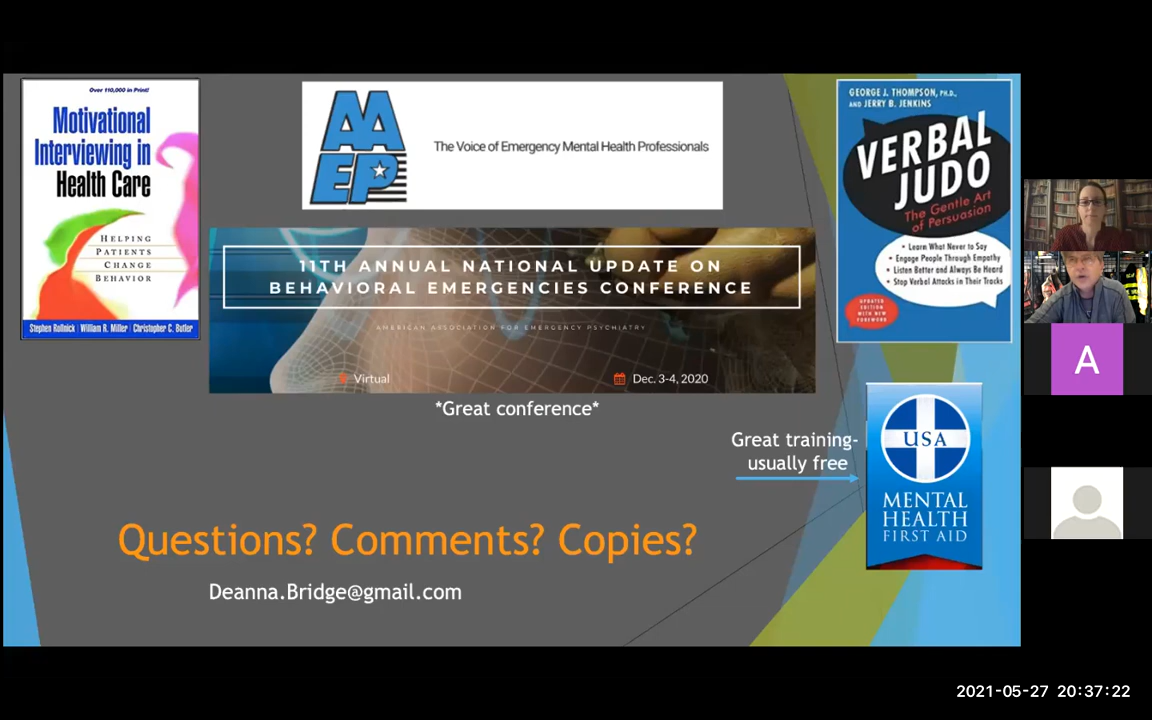 Over 110,000 in Print!
Motivational
Interviewing in
Health Care
HELPING
PATIENTS
CHANGE
BEHAVIOR
Stephen Rollnick | William R. Miller | Christopher C. Butler
AAEP
The Voice of Emergency Mental Health Professionals
11TH ANNUAL NATIONAL UPDATE ON
BEHAVIORAL EMERGENCIES CONFERENCE
AMERICAN ASSOCIATION FOR EMERGENCY PSYCHIATRY
Virtual
Dec. 3-4, 2020
*Great conference*
GEORGE J. THOMPSON, PH.D.,
AND JERRY B. JENKINS
VERBAL
JUDO
The Gentle Art
of Persuasion
• Learn What Never to Say
• Engage People Through Empathy
• Listen Better and Always Be Heard
• Stop Verbal Attacks in Their Tracks
UPDATED
EDITION
WITH NEW
FOREWORD
Great training-
usually free
USA
MENTAL
HEALTH
FIRST AID
Questions? Comments? Copies?
Deanna.Bridge@gmail.com
A
2021-05-27 20:37:22